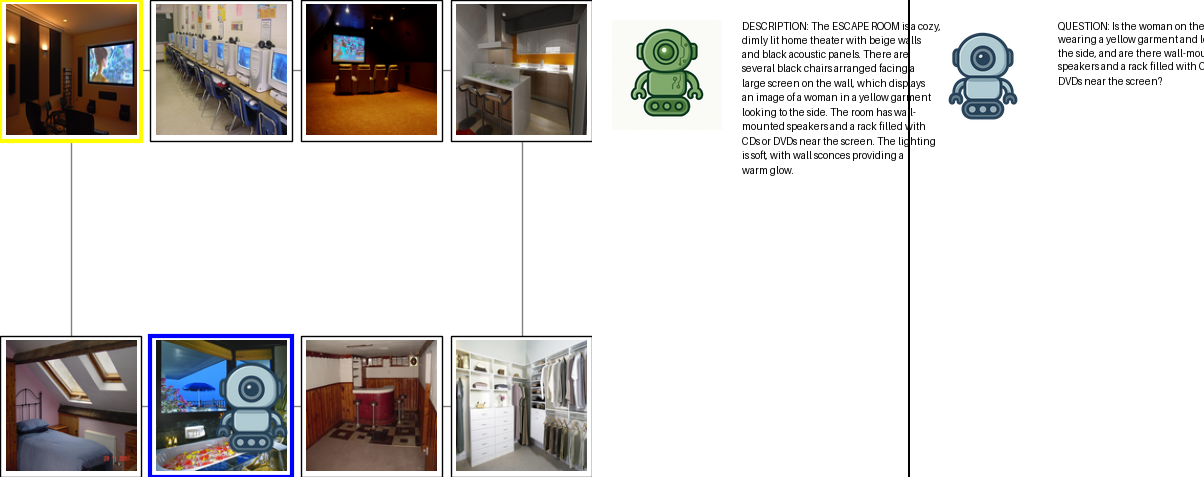 DESCRIPTION: The ESCAPE ROOM is a cozy,
dimly lit home theater with beige walls
and black acoustic panels. There are
several black chairs arranged facing a
large screen on the wall, which displays
an image of a woman in a yellow garment
looking to the side. The room has wall-
mounted speakers and a rack filled with
CDs or DVDs near the screen. The lighting
is soft, with wall sconces providing a
warm glow.
QUESTION: Is the woman on the
wearing a yellow garment and
the side, and are there wall-mou
speakers and a rack filled with
DVDs near the screen?